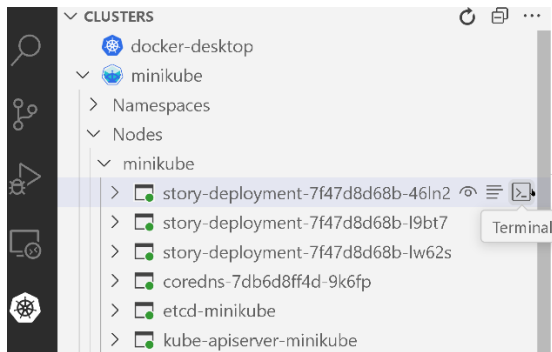 CLUSTERS
docker-desktop
minikube
Namespaces
Nodes
minikube
story-deployment-7f47d8d68b-46ln2
story-deployment-7f47d8d68b-l9bt7
Terminal
story-deployment-7f47d8d68b-lw62s
coredns-7db6d8ff4d-9k6fp
etcd-minikube
kube-apiserver-minikube